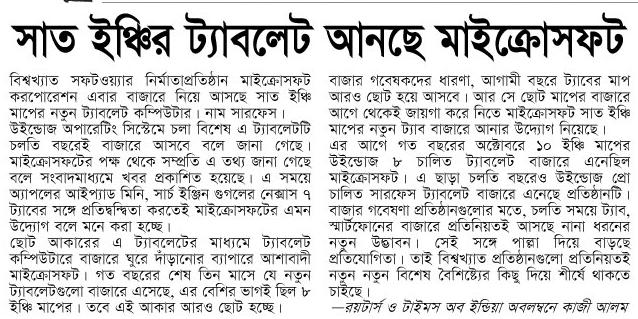 সাত ইঞ্চির ট্যাবলেট আনছে মাইক্রোসফট
বিশ্বখ্যাত সফটওয়্যার নির্মাতাপ্রতিষ্ঠান মাইক্রোসফট
করপোরেশন এবার বাজারে নিয়ে আসছে সাত ইঞ্চি
মাপের নতুন ট্যাবলেট কম্পিউটার। নাম সারফেস।
উইন্ডোজ অপারেটিং সিস্টেমে চলা বিশেষ এ ট্যাবলেটটি
চলতি বছরেই বাজারে আসবে বলে জানা গেছে।
মাইক্রোসফটের পক্ষ থেকে সম্প্রতি এ তথ্য জানা গেছে
বলে সংবাদমাধ্যমে খবর প্রকাশিত হয়েছে। এ সময়ে
অ্যাপলের আইপ্যাড মিনি, সার্চ ইঞ্জিন গুগলের নেক্সাস ৭
ট্যাবের সঙ্গে প্রতিদ্বন্দ্বিতা করতেই মাইক্রোসফটের এমন
উদ্যোগ বলে মনে করা হচ্ছে।
ছোট আকারের এ ট্যাবলেটের মাধ্যমে ট্যাবলেট
কম্পিউটারে বাজারে ঘুরে দাঁড়ানোর ব্যাপারে আশাবাদী
মাইক্রোসফট। গত বছরের শেষ তিন মাসে যে নতুন
ট্যাবলেটগুলো বাজারে এসেছে, এর বেশির ভাগই ছিল ৮
ইঞ্চি মাপের। তবে এই আকার আরও ছোট হচ্ছে।
বাজার গবেষকদের ধারণা, আগামী বছরে ট্যাবের মাপ
আরও ছোট হয়ে আসবে। আর সে ছোট মাপের বাজারে
আগে থেকেই জায়গা করে নিতে মাইক্রোসফট সাত ইঞ্চি
মাপের নতুন ট্যাব বাজারে আনার উদ্যোগ নিয়েছে।
এর আগে গত বছরের অক্টোবরে ১০ ইঞ্চি মাপের
উইন্ডোজ ৮ চালিত ট্যাবলেট বাজারে এনেছিল
মাইক্রোসফট। এ ছাড়া চলতি বছরেও উইন্ডোজ প্রো
চালিত সারফেস ট্যাবলেট বাজারে এনেছে প্রতিষ্ঠানটি।
বাজার গবেষণা প্রতিষ্ঠানগুলোর মতে, চলতি সময়ে ট্যাব,
স্মার্টফোনের বাজারে প্রতিনিয়তই আসছে নানা ধরনের
নতুন উদ্ভাবন। সেই সঙ্গে পাল্লা দিয়ে বাড়ছে
প্রতিযোগিতা। তাই বিশ্বখ্যাত প্রতিষ্ঠানগুলো প্রতিনিয়তই
নতুন নতুন বিশেষ বৈশিষ্ট্যের কিছু দিয়ে শীর্ষে থাকতে
চাইছে।
—রয়টার্স ও টাইমস অব ইন্ডিয়া অবলম্বনে কাজী আলম